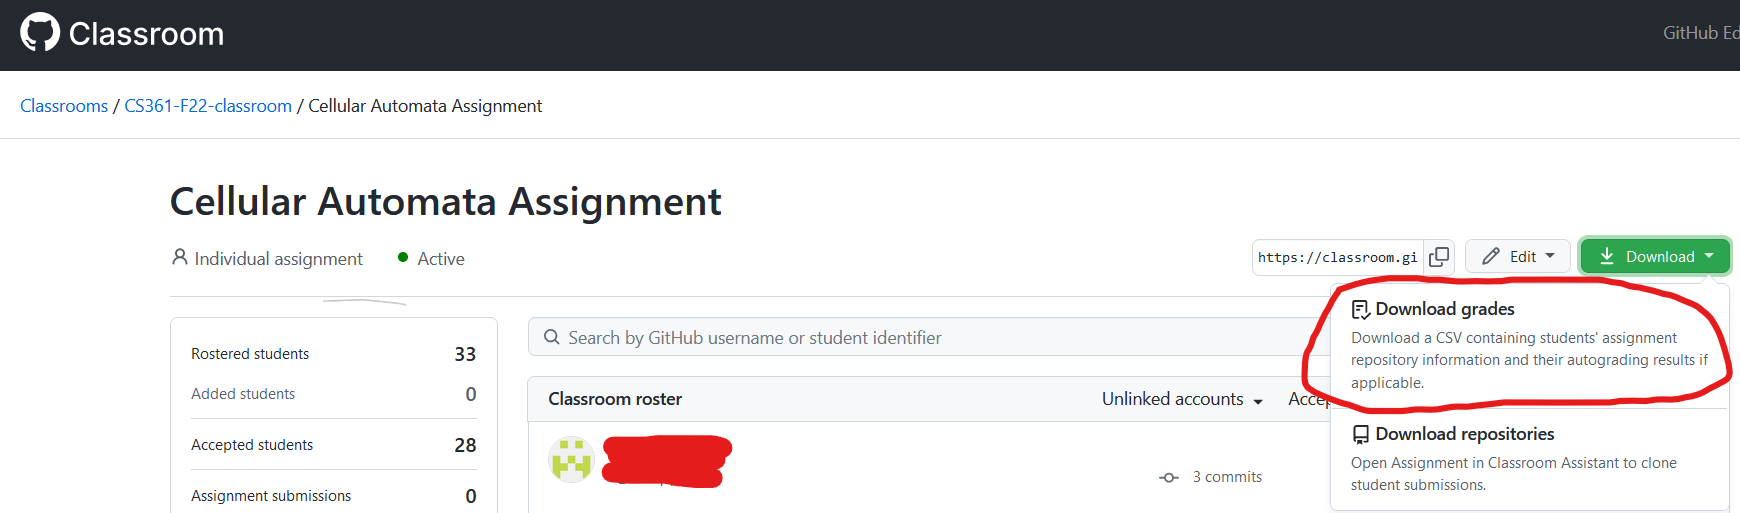 Classroom
GitHub Ed
Classrooms / CS361-F22-classroom / Cellular Automata Assignment
Cellular Automata Assignment
Individual assignment
Active
https://classroom.gi
Edit
Download
Download grades
Download a CSV containing students' assignment
repository information and their autograding results if
applicable.
Download repositories
Open Assignment in Classroom Assistant to clone
student submissions.
Rostered students 33
Added students 0
Accepted students 28
Assignment submissions 0
Search by GitHub username or student identifier
Classroom roster
Unlinked accounts
Accep
3 commits